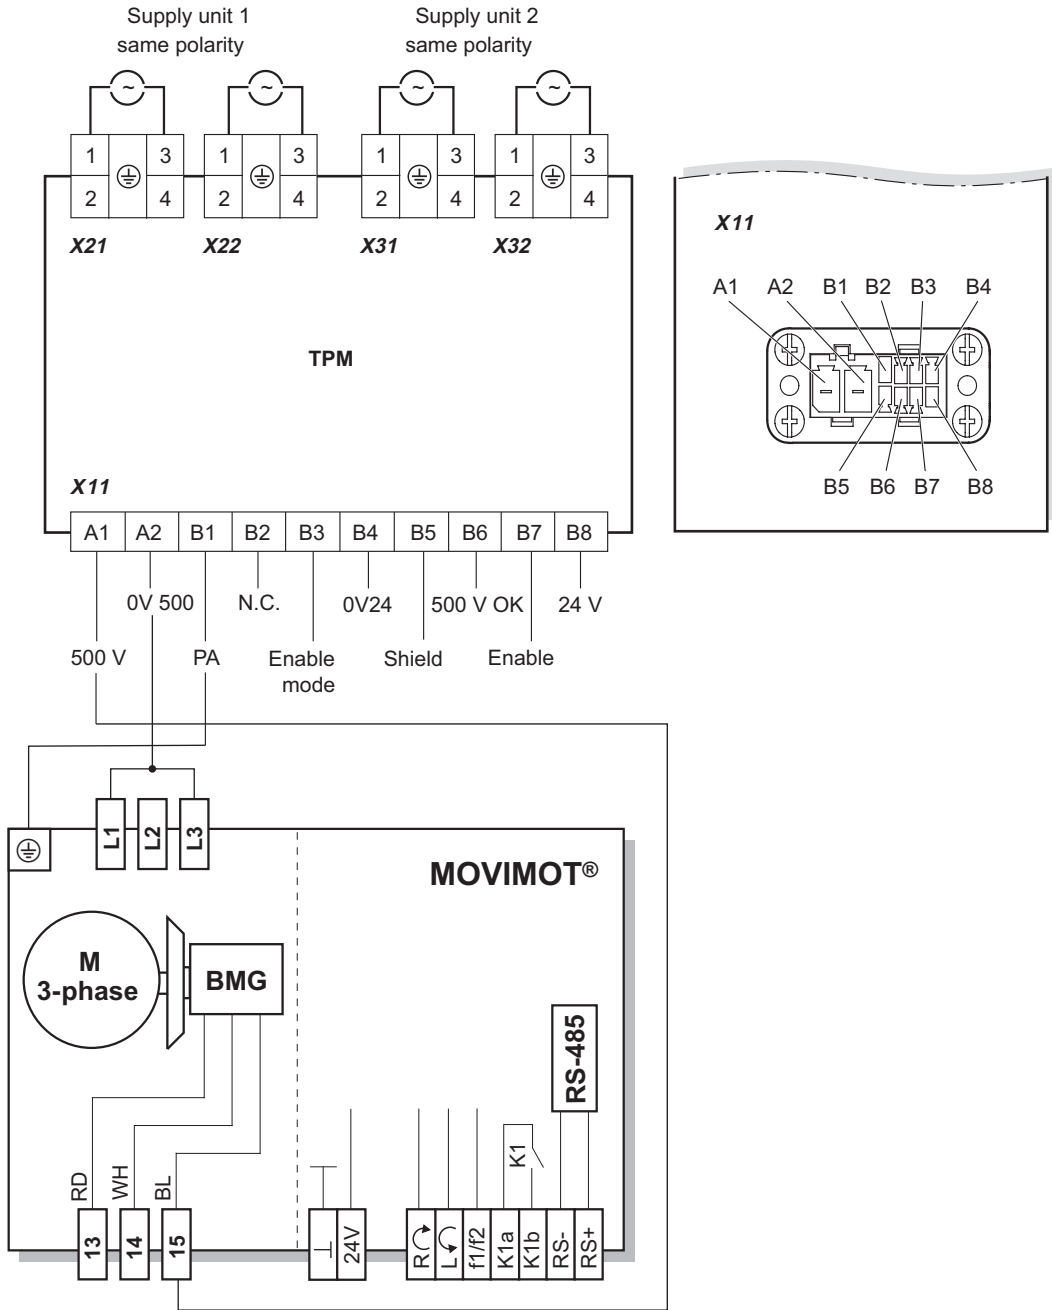 Supply unit 1
same polarity
Supply unit 2
same polarity
~ ~ ~ ~
1 3 1 3 1 3 1 3
2 4 2 4 2 4 2 4
X21 X22 X31 X32
X11
A1 A2 B1 B2 B3 B4
B5 B6 B7 B8
TPM
X11
A1 A2 B1 B2 B3 B4 B5 B6 B7 B8
0V 500 N.C. 0V24 500 V OK 24 V
500 V PA Enable mode Shield Enable
L1 L2 L3
MOVIMOT®
M
3-phase
BMG
RS-485
K1
RD WH BL
13 14 15 ⊥ 24V R L f1/f2 K1a K1b RS- RS+